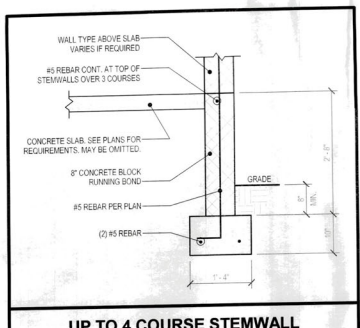 WALL TYPE ABOVE SLAB
VARIES IF REQUIRED
#5 REBAR CONT. AT TOP OF
STEMWALLS OVER 3 COURSES
CONCRETE SLAB. SEE PLANS FOR
REQUIREMENTS. MAY BE OMITTED.
8" CONCRETE BLOCK
RUNNING BOND
GRADE
#5 REBAR PER PLAN
(2) #5 REBAR
2'-8"
8"
MIN.
10"
1'-4"
UP TO 4 COURSE STEMWALL